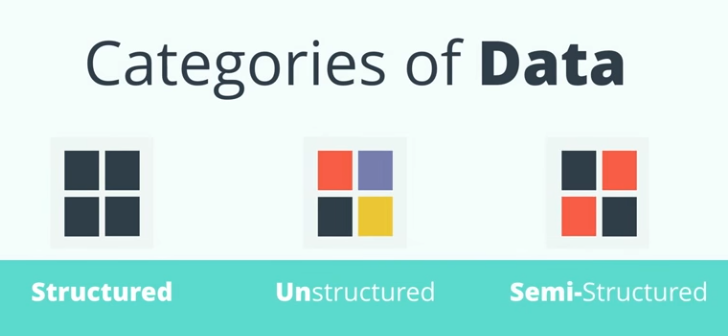 Categories of Data
Structured
Unstructured
Semi-Structured